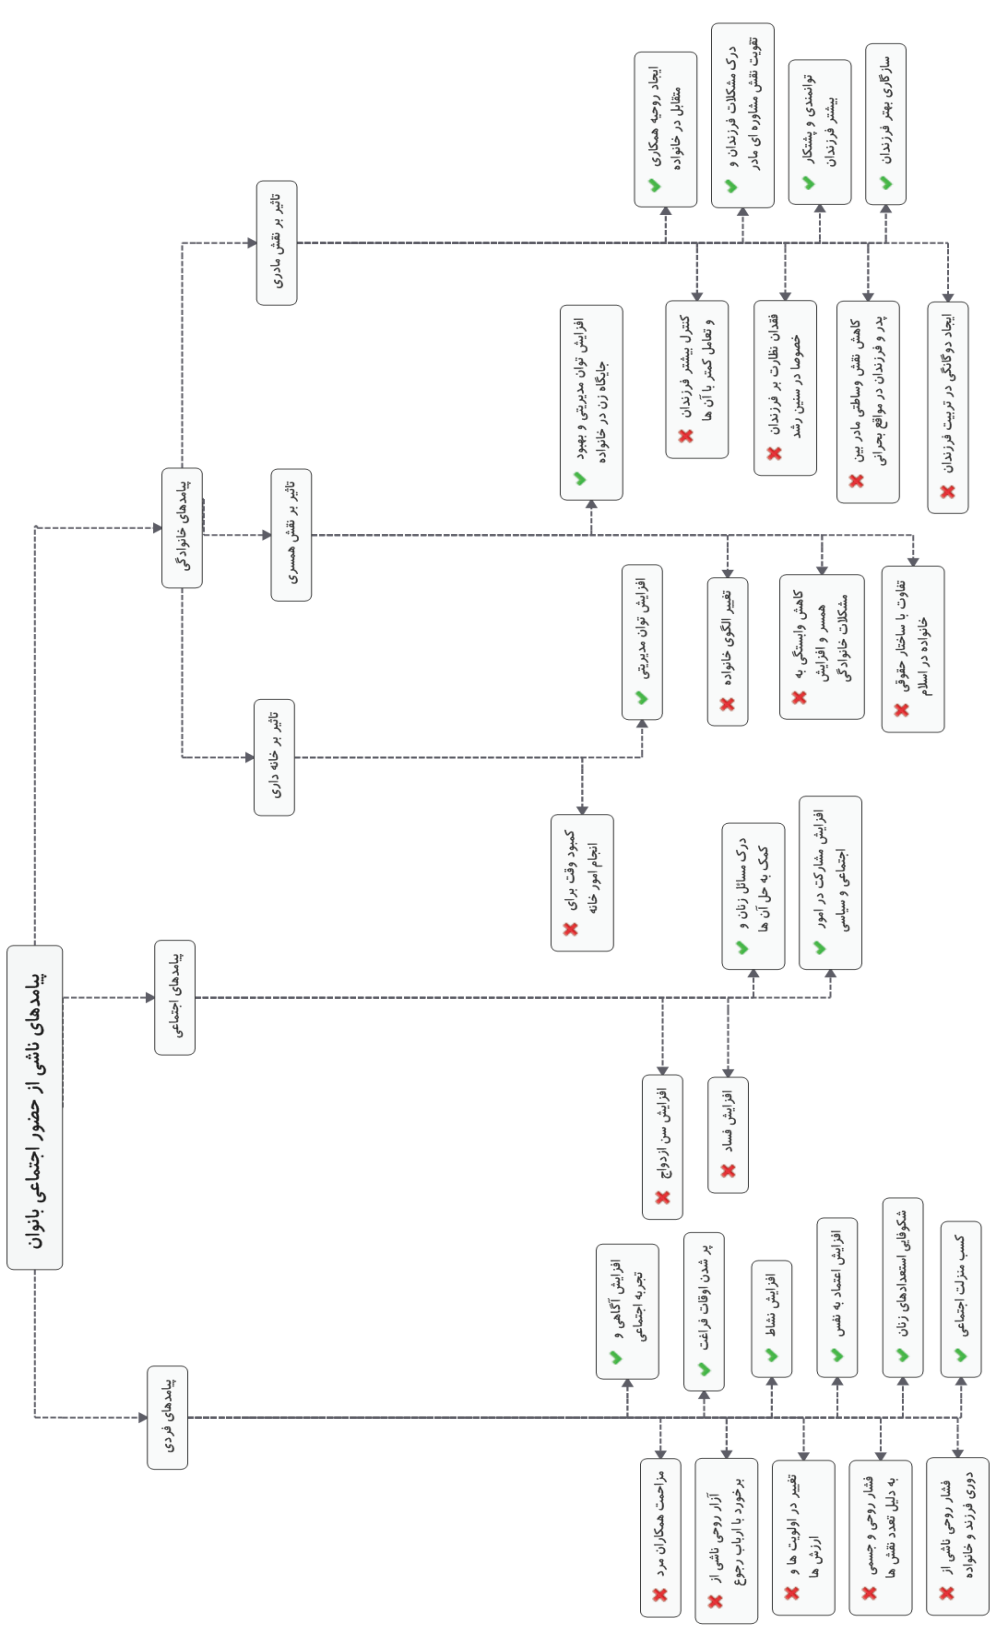 پیامدهای ناشی از حضور اجتماعی بانوان
پیامدهای خانوادگی
تاثیر بر نقش مادری
ایجاد روحیه همکاری
متقابل در خانواده
درک مشکلات فرزندان و
تقویت نقش مشاوره ای مادر
توانمندی و پشتکار
بیشتر فرزندان
سازگاری بهتر فرزندان
کنترل بیشتر فرزندان
و تعامل کمتر با آن ها
فقدان نظارت بر فرزندان
خصوصا در سنین رشد
کاهش نقش وساطتی مادر بین
پدر و فرزندان در مواقع بحرانی
ایجاد دوگانگی در تربیت فرزندان
تاثیر بر نقش همسری
افزایش توان مدیریتی و بهبود
جایگاه زن در خانواده
تغییر الگوی خانواده
کاهش وابستگی به
همسر و افزایش
مشکلات خانوادگی
تفاوت با ساختار حقوقی
خانواده در اسلام
تاثیر بر خانه داری
افزایش توان مدیریتی
کمبود وقت برای
انجام امور خانه
پیامدهای اجتماعی
درک مسائل زنان و
کمک به حل آن ها
افزایش مشارکت در امور
اجتماعی و سیاسی
افزایش سن ازدواج
افزایش فساد
پیامدهای فردی
افزایش آگاهی و
تجربه اجتماعی
پر شدن اوقات فراغت
افزایش نشاط
افزایش اعتماد به نفس
شکوفایی استعدادهای زنان
کسب منزلت اجتماعی
مزاحمت همکاران مرد
آزار روحی ناشی از
برخورد با ارباب رجوع
تغییر در اولویت ها و
ارزش ها
فشار روحی و جسمی
به دلیل تعدد نقش ها
فشار روحی ناشی از
دوری فرزند و خانواده